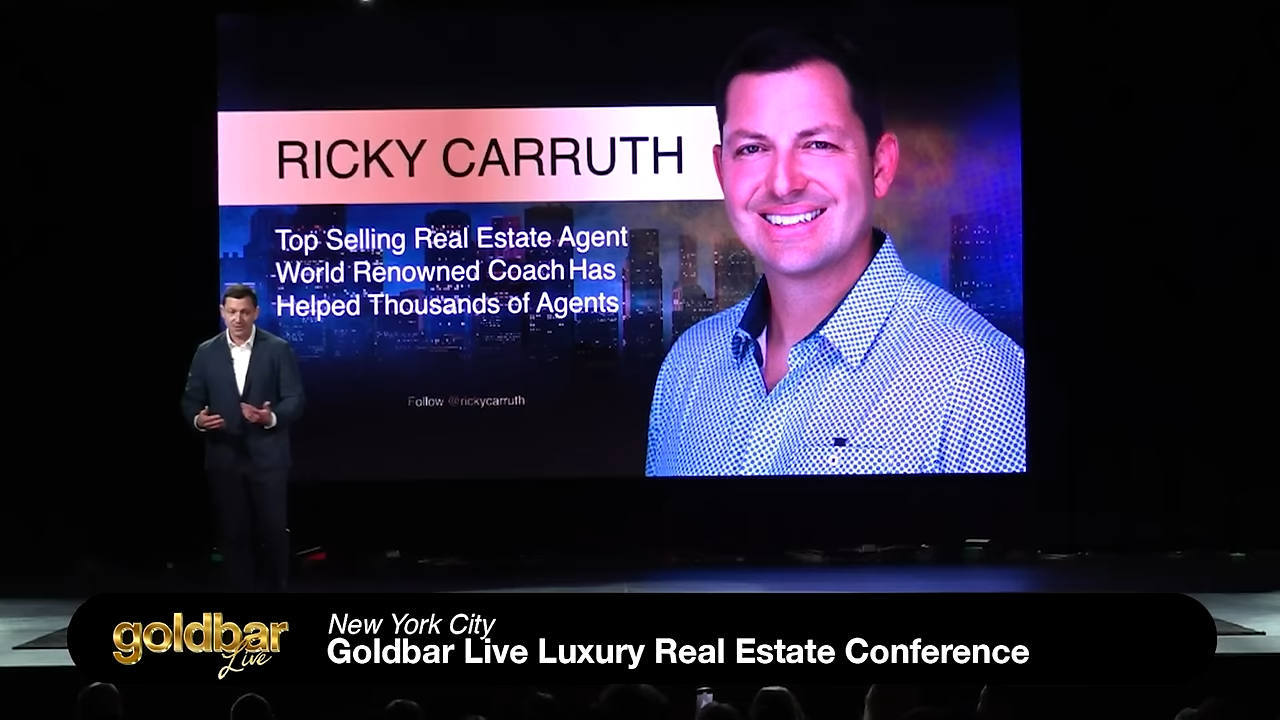 RICKY CARRUTH
Top Selling Real Estate Agent
World Renowned Coach Has
Helped Thousands of Agents
Follow @rickycarruth
goldbar
Live
New York City
Goldbar Live Luxury Real Estate Conference